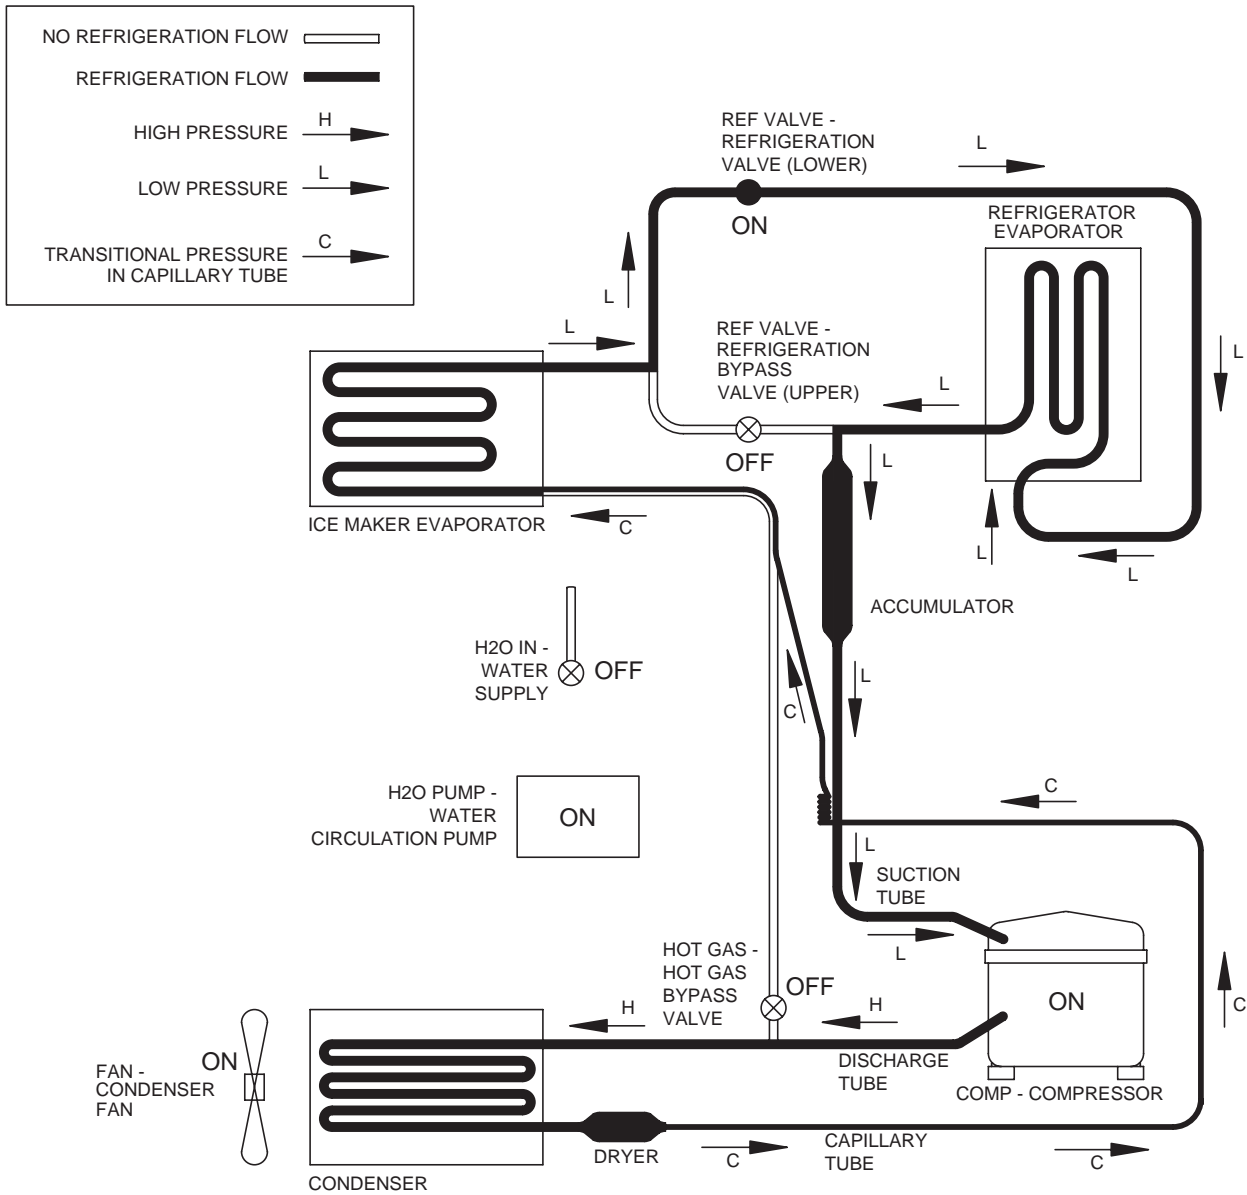 NO REFRIGERATION FLOW
REFRIGERATION FLOW
HIGH PRESSURE
H
LOW PRESSURE
L
TRANSITIONAL PRESSURE
IN CAPILLARY TUBE
C
REF VALVE -
REFRIGERATION
VALVE (LOWER)
ON
L
REFRIGERATOR
EVAPORATOR
L
L
REF VALVE -
REFRIGERATION
BYPASS
VALVE (UPPER)
OFF
L
L
L
L
L
ICE MAKER EVAPORATOR
C
ACCUMULATOR
H2O IN -
WATER
SUPPLY
OFF
L
C
H2O PUMP -
WATER
CIRCULATION PUMP
ON
C
L
SUCTION
TUBE
L
HOT GAS -
HOT GAS
BYPASS
VALVE
OFF
H
H
ON
C
DISCHARGE
TUBE
COMP - COMPRESSOR
FAN -
CONDENSER
FAN
ON
DRYER
C
CAPILLARY
TUBE
C
CONDENSER